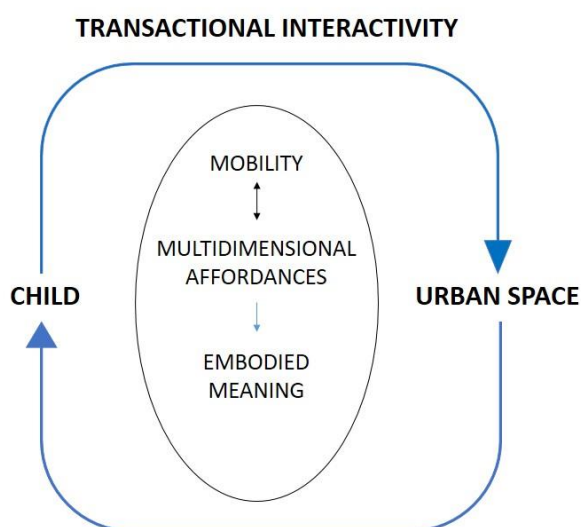 TRANSACTIONAL INTERACTIVITY
MOBILITY
MULTIDIMENSIONAL
AFFORDANCES
CHILD
URBAN SPACE
EMBODIED
MEANING